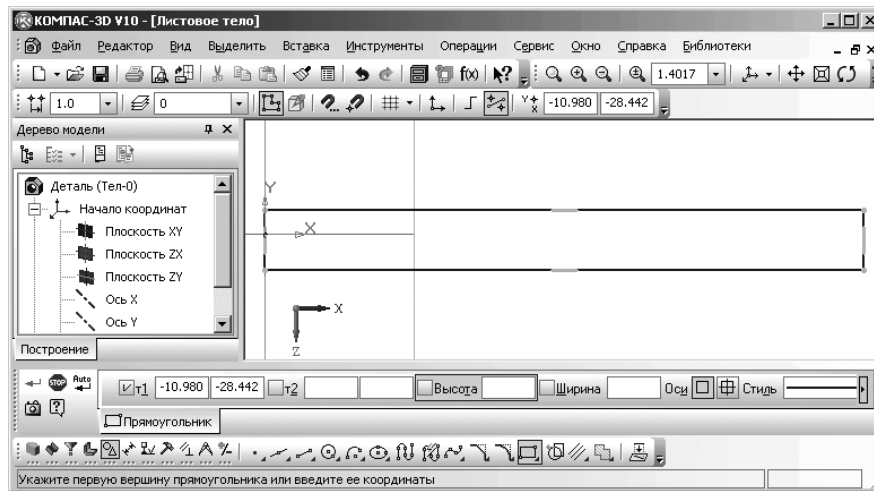 КОМПАС-3D V10 - [Листовое тело]
Файл Редактор Вид Выделить Вставка Инструменты Операции Сервис Окно Справка Библиотеки
f(x) 1.4017
1.0 0 -10.980 -28.442
Дерево модели
Деталь (Тел-0)
Начало координат
Плоскость XY
Плоскость ZX
Плоскость ZY
Ось X
Ось Y
Построение
Y
X
X
Z
STOP Auto т1 -10.980 -28.442 т2 Высота Ширина Оси Стиль
Прямоугольник
Укажите первую вершину прямоугольника или введите ее координаты